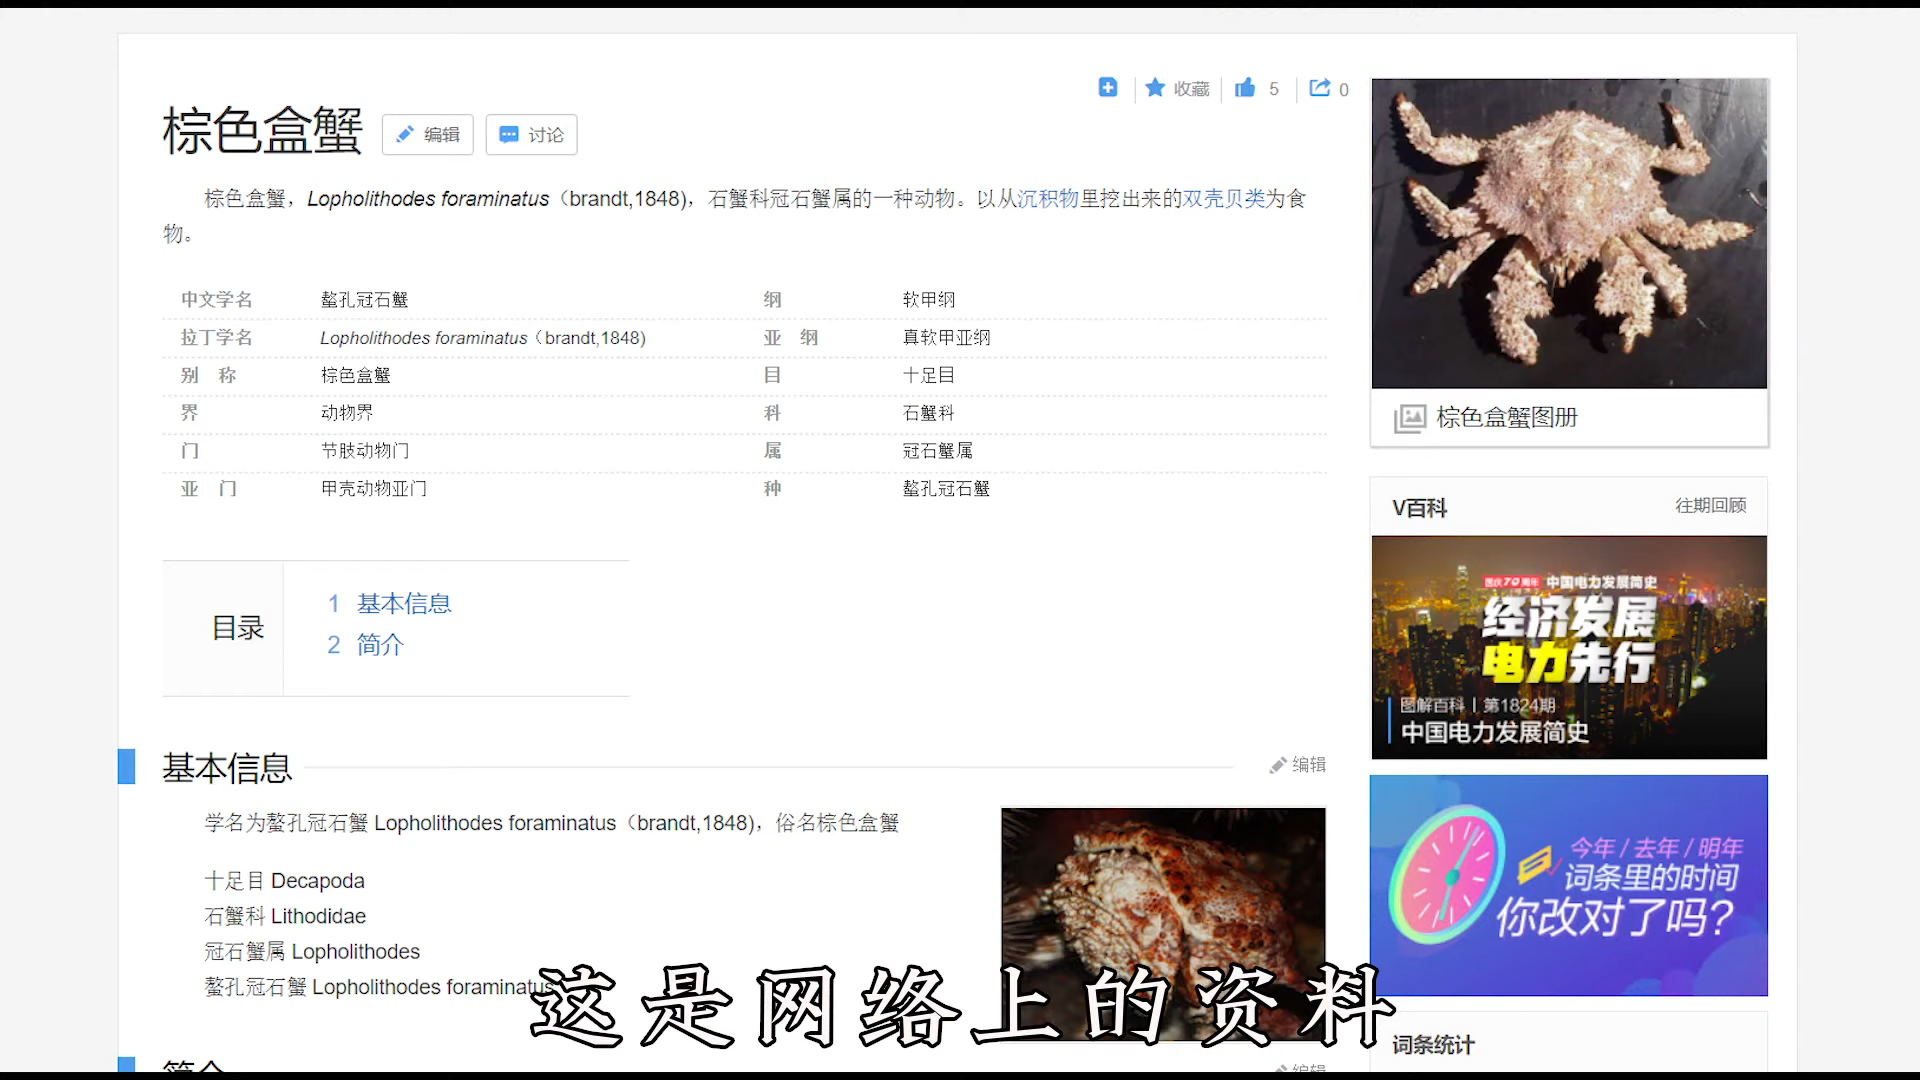 收藏
5
0
棕色盒蟹
编辑
讨论
棕色盒蟹，Lopholithodes foraminatus（brandt,1848)，石蟹科冠石蟹属的一种动物。以从沉积物里挖出来的双壳贝类为食
物。
中文学名 螯孔冠石蟹 纲 软甲纲
拉丁学名 Lopholithodes foraminatus（brandt,1848) 亚 纲 真软甲亚纲
别 称 棕色盒蟹 目 十足目
界 动物界 科 石蟹科
门 节肢动物门 属 冠石蟹属
亚 门 甲壳动物亚门 种 螯孔冠石蟹
目录
1 基本信息
2 简介
基本信息
编辑
学名为螯孔冠石蟹 Lopholithodes foraminatus（brandt,1848)，俗名棕色盒蟹
十足目 Decapoda
石蟹科 Lithodidae
冠石蟹属 Lopholithodes
螯孔冠石蟹 Lopholithodes foraminatus
简介
编辑
棕色盒蟹图册
V百科
往期回顾
国庆70周年 中国电力发展简史
经济发展
电力先行
图解百科 | 第1824期
中国电力发展简史
今年 / 去年 / 明年
词条里的时间
你改对了吗?
词条统计
这是网络上的资料